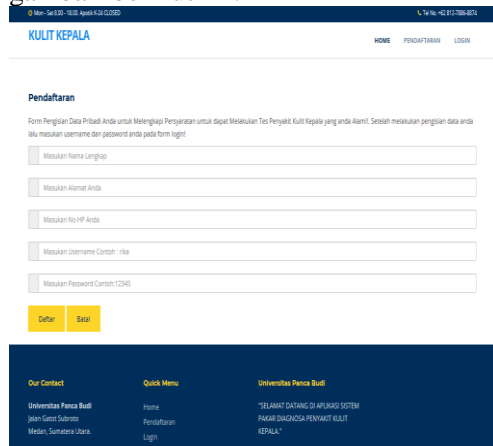 Mon - Sat 8.00 - 18.00. Apotik K-24 CLOSED
Tel No. +62 812-7886-8874
KULIT KEPALA
HOME PENDAFTARAN LOGIN
Pendaftaran
Form Pengisian Data Pribadi Anda untuk Melengkapi Persyaratan untuk dapat Melakukan Tes Penyakit Kulit Kepala yang anda Alami!. Setelah melakukan pengisian data anda
lalu masukan username dan password anda pada form login!
Masukan Nama Lengkap
Masukan Alamat Anda
Masukan No HP Anda
Masukan Username Contoh : rika
Masukan Password Contoh:12345
Daftar Batal
Our Contact
Quick Menu
Universitas Panca Budi
Universitas Panca Budi
Jalan Gatot Subroto
Medan, Sumatera Utara.
Home
Pendaftaran
Login
"SELAMAT DATANG DI APLIKASI SISTEM
PAKAR DIAGNOSA PENYAKIT KULIT
KEPALA."